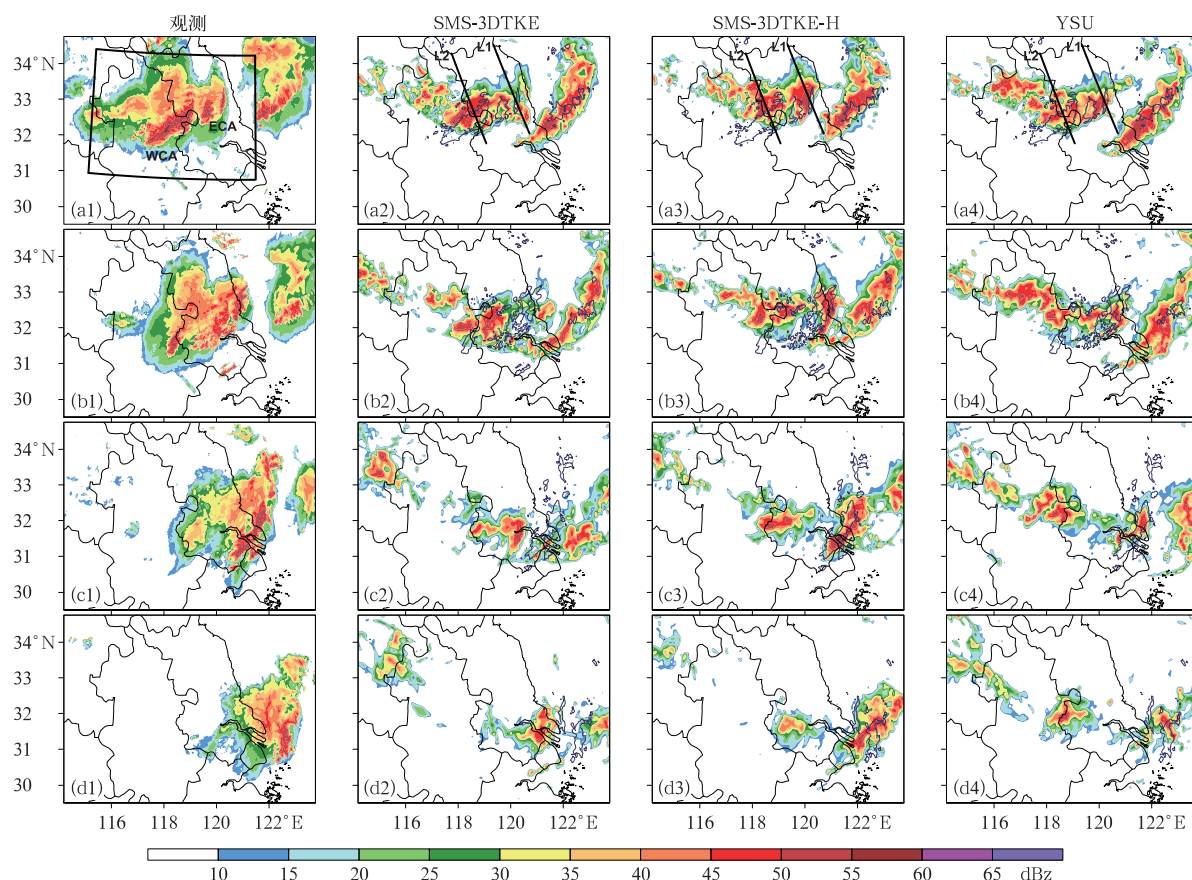 观测 SMS-3DTKE SMS-3DTKE-H YSU
34°N
33
32
31
30
ECA
WCA
(a1)
L2 L1
(a2)
L2 L1
(a3)
L2 L1
(a4)
34°N
33
32
31
30
(b1) (b2) (b3) (b4)
34°N
33
32
31
30
(c1) (c2) (c3) (c4)
34°N
33
32
31
30
(d1) (d2) (d3) (d4)
116 118 120 122°E 116 118 120 122°E 116 118 120 122°E 116 118 120 122°E
10 15 20 25 30 35 40 45 50 55 60 65 dBz